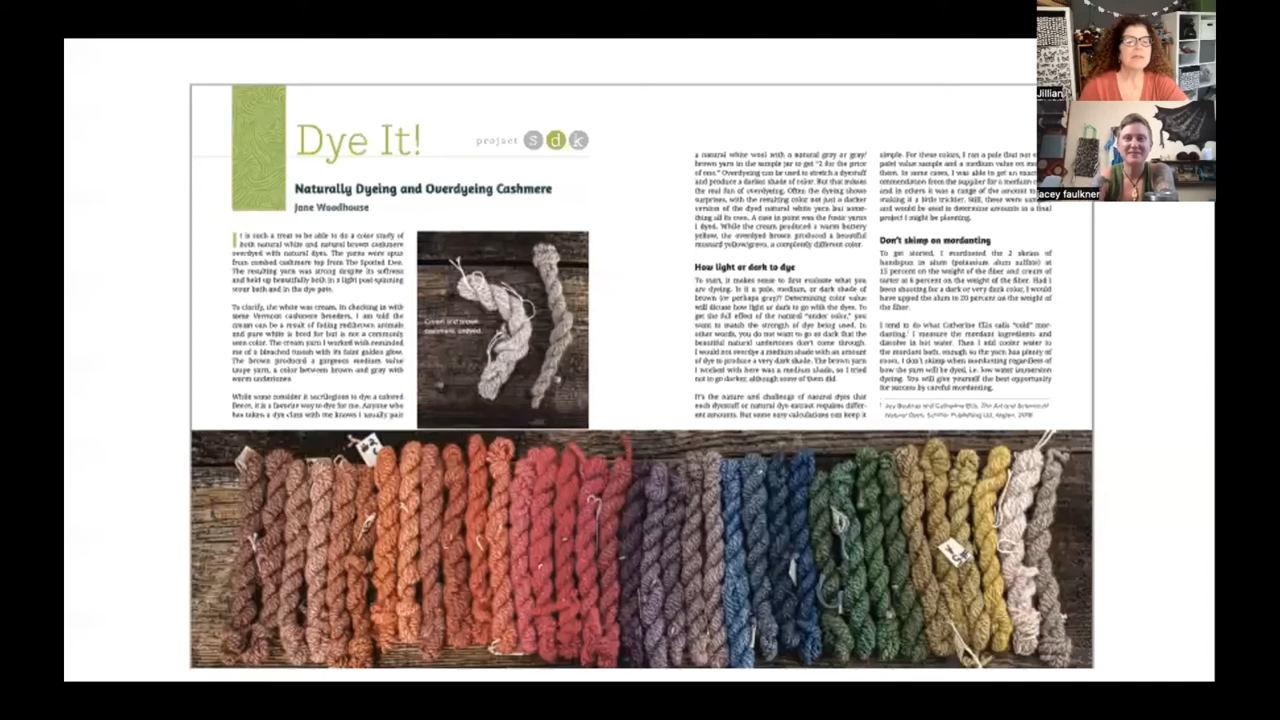 Dye It!
project s d k
Naturally Dyeing and Overdyeing Cashmere
Jane Woodhouse
It is such a treat to be able to do a color study of
both natural white and natural brown cashmere
overdyed with natural dyes. The yarns were spun
from combed cashmere top from The Spotted Ewe.
The resulting yarn was strong despite its softness
and held up beautifully both in a light post-spinning
scour bath and in the dye pots.
To clarify, the white was cream. In checking in with
some Vermont cashmere breeders, I am told the
cream can be a result of fading red/brown animals
and pure white is bred for but is not a commonly
seen color. The cream yarn I worked with reminded
me of a bleached tussah with its faint golden glow.
The brown produced a gorgeous medium value
taupe yarn, a color between brown and gray with
warm undertones.
While some consider it sacrilegious to dye a colored
fleece, it is a favorite way to dye for me. Anyone who
has taken a dye class with me knows I usually pair
Cream and brown
cashmere, undyed.
a natural white wool with a natural gray or gray/
brown yarn in the sample jar to get "2 for the price
of one." Overdyeing can be used to stretch a dyestuff
and produce a darker shade of color. But that misses
the real fun of overdyeing. Often the dyeing shows
surprises, with the resulting color not just a darker
version of the dyed natural white yarn but some-
thing all its own. A case in point was the fustic yarns
I dyed. While the cream produced a warm buttery
yellow, the overdyed brown produced a beautiful
mustard yellow/green, a completely different color.
How light or dark to dye
To start, it makes sense to first evaluate what you
are dyeing. Is it a pale, medium, or dark shade of
brown (or perhaps gray)? Determining color value
will dictate how light or dark to go with the dyes. To
get the full effect of the natural "under color," you
want to match the strength of dye being used. In
other words, you do not want to go so dark that the
beautiful natural undertones don't come through.
I would not overdye a medium shade with an amount
of dye to produce a very dark shade. The brown yarn
I worked with here was a medium shade, so I tried
not to go darker, although some of them did.
It's the nature and challenge of natural dyes that
each dyestuff or natural dye extract requires differ-
ent amounts. But some easy calculations can keep it
simple. For these colors, I ran a pale (but not
palest value sample and a medium value on
them. In some cases, I was able to get an exact
ommendation from the supplier for a medium
and in others it was a range of the amount to
making it a little trickier. Still, these were
and would be used to determine amounts in a final
project I might be planning.
Don't skimp on mordanting
To get started, I mordanted the 2 skeins of
handspun in alum (potassium alum sulfate) at
15 percent on the weight of the fiber and cream of
tartar at 6 percent on the weight of the fiber. Had I
been shooting for a dark or very dark color, I would
have upped the alum to 20 percent on the weight of
the fiber.
I tend to do what Catharine Ellis calls "cold" mor-
danting.¹ I measure the mordant ingredients and
dissolve in hot water. Then I add cooler water to
the mordant bath, enough so the yarn has plenty of
room. I don't skimp when mordanting regardless of
how the yarn will be dyed, i.e. low water immersion
dyeing. You will give yourself the best opportunity
for success by careful mordanting.
¹ Joy Boutrup and Catharine Ellis, The Art and Science of
Natural Dyes, Schiffer Publishing Ltd, Atglen, 2018
Jillian
jacey faulkner